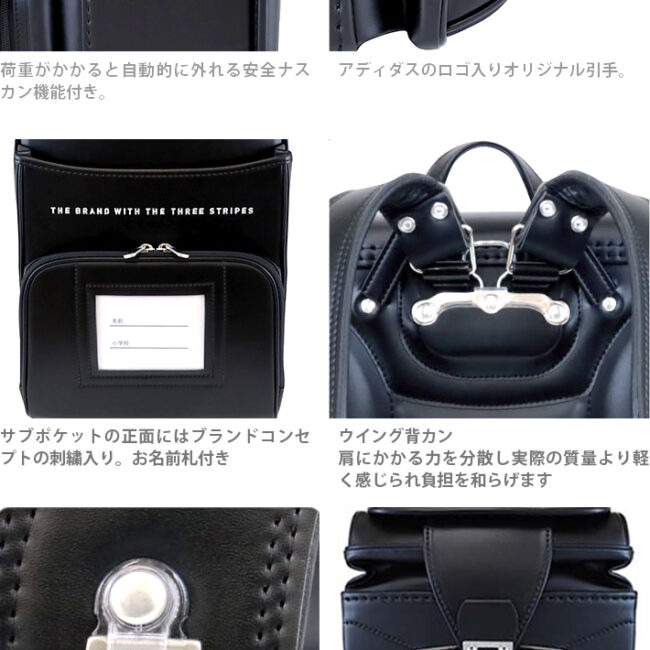 荷重がかかると自動的に外れる安全ナス
カン機能付き。
アディダスのロゴ入りオリジナル引手。
THE BRAND WITH THE THREE STRIPES
名前
小学校
サブポケットの正面にはブランドコンセ
プトの刺繍入り。お名前札付き
ウイング背カン
肩にかかる力を分散し実際の質量より軽
く感じられ負担を和らげます